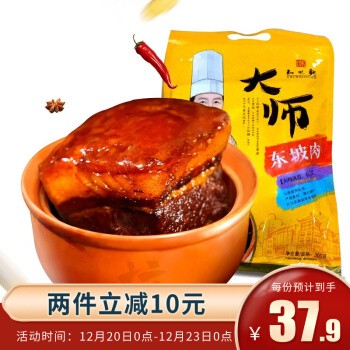 大师
东坡肉
两件立减10元
活动时间：12月20日0点-12月23日0点
每份预计到手
¥37.9